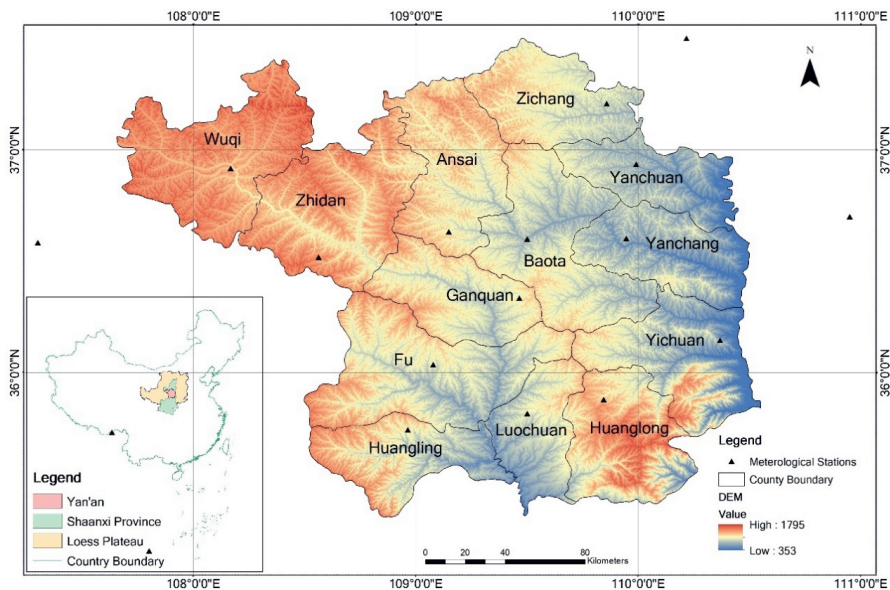 108°0'0"E
109°0'0"E
110°0'0"E
111°0'0"E
N
Zichang
37°0'0"N
37°0'0"N
Wuqi
Ansai
Yanchuan
Zhidan
Yanchang
Baota
Ganquan
Yichuan
36°0'0"N
36°0'0"N
Fu
Huangling
Luochuan
Huanglong
Legend
Yan'an
Shaanxi Province
Loess Plateau
Country Boundary
Legend
Meterological Stations
County Boundary
DEM
Value
High : 1795
Low : 353
0 20 40 80
Kilometers
108°0'0"E
109°0'0"E
110°0'0"E
111°0'0"E